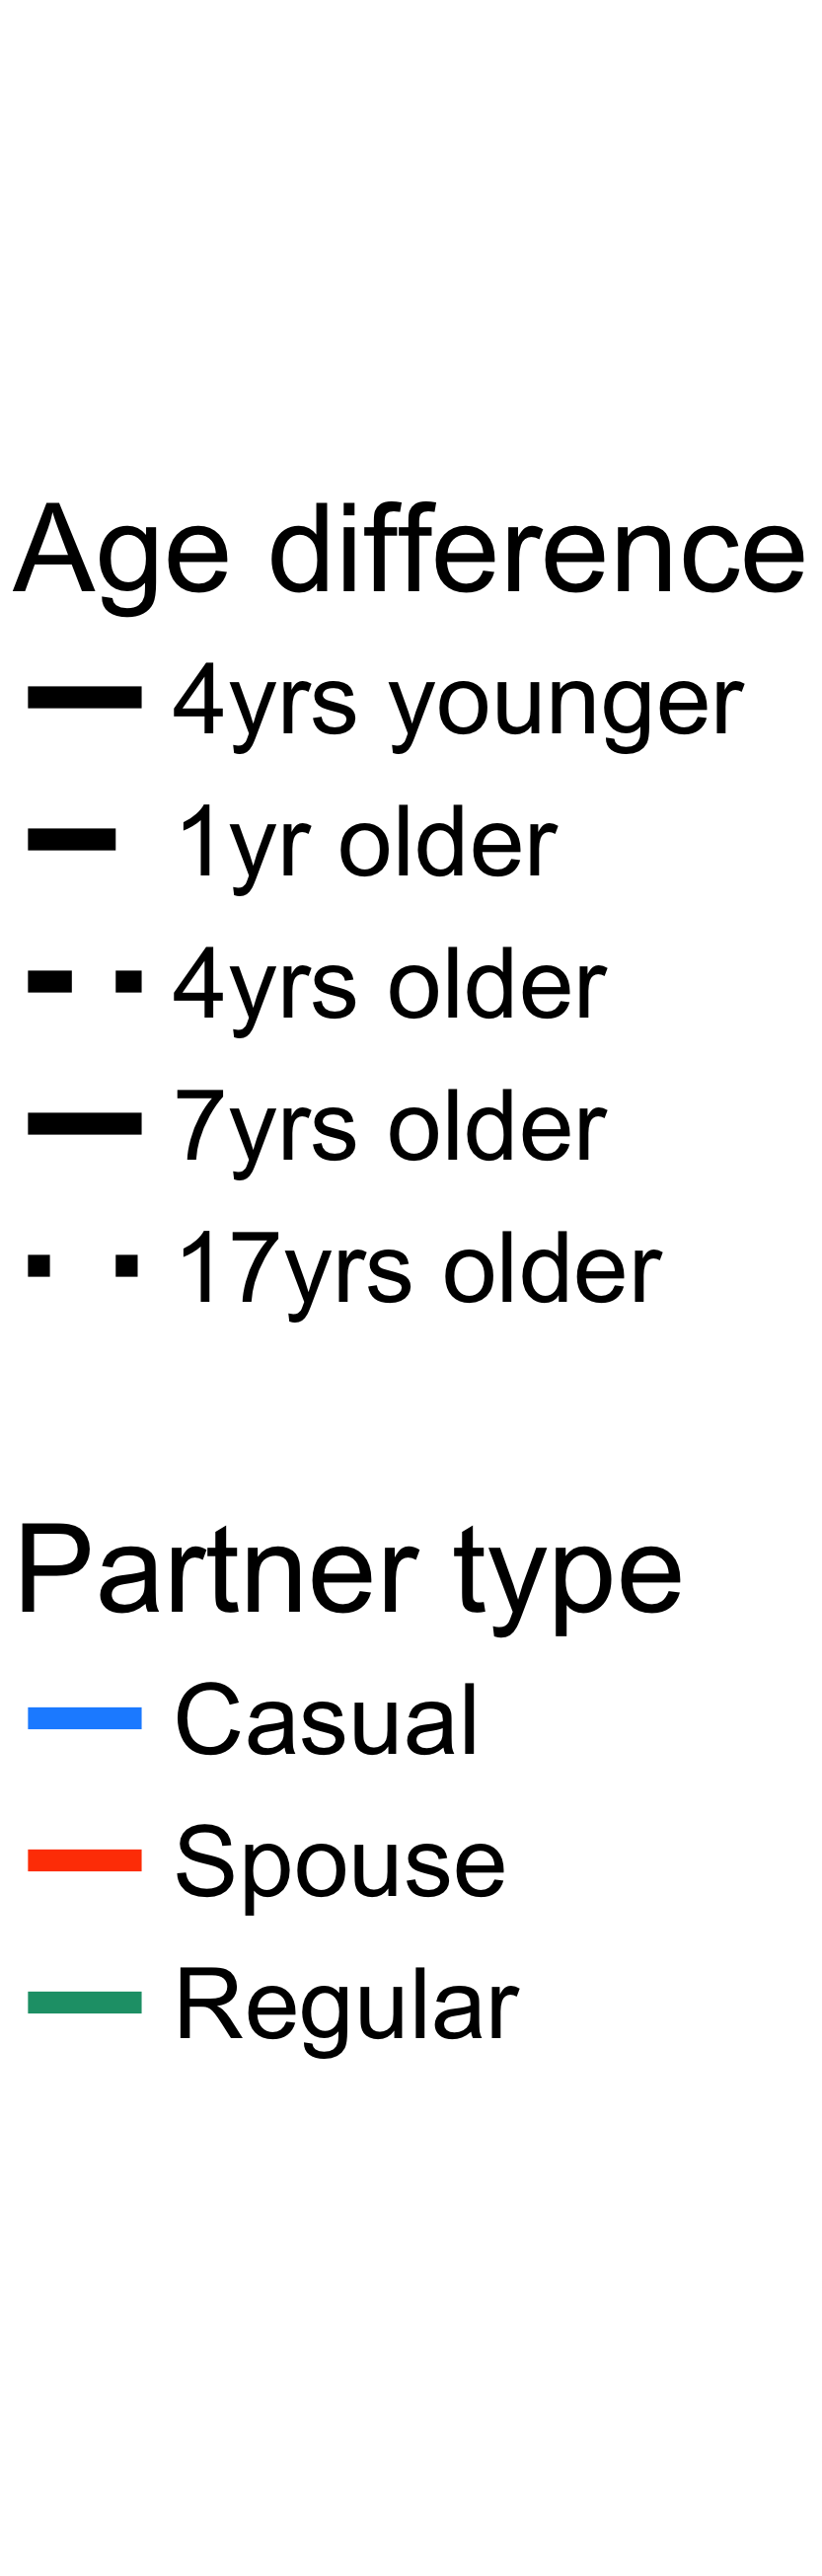 Age difference
4yrs younger
1yr older
4yrs older
7yrs older
17yrs older
Partner type
Casual
Spouse
Regular